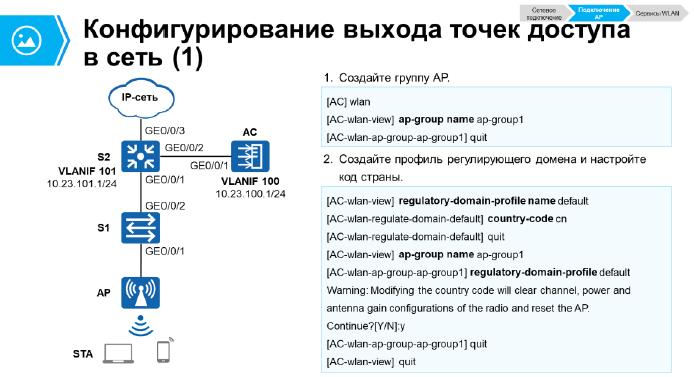 Сетевое
подключение
Подключение
AP
Сервисы WLAN
Конфигурирование выхода точек доступа
в сеть (1)
IP-сеть
GE0/0/3
AC
GE0/0/2
S2
GE0/0/1
VLANIF 101
10.23.101.1/24
GE0/0/1
VLANIF 100
10.23.100.1/24
GE0/0/2
S1
GE0/0/1
AP
STA
1. Создайте группу AP.
[AC] wlan
[AC-wlan-view] ap-group name ap-group1
[AC-wlan-ap-group-ap-group1] quit
2. Создайте профиль регулирующего домена и настройте
код страны.
[AC-wlan-view] regulatory-domain-profile name default
[AC-wlan-regulate-domain-default] country-code cn
[AC-wlan-regulate-domain-default] quit
[AC-wlan-view] ap-group name ap-group1
[AC-wlan-ap-group-ap-group1] regulatory-domain-profile default
Warning: Modifying the country code will clear channel, power and
antenna gain configurations of the radio and reset the AP.
Continue?[Y/N]:y
[AC-wlan-ap-group-ap-group1] quit
[AC-wlan-view] quit